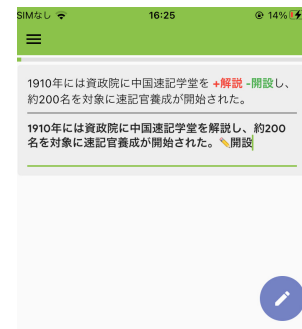 SIMなし 16:25 14%
1910年には資政院に中国速記学堂を +解説 -開設し、
約200名を対象に速記官養成が開始された。
1910年には資政院に中国速記学堂を解説し、約200
名を対象に速記官養成が開始された。✏️開設